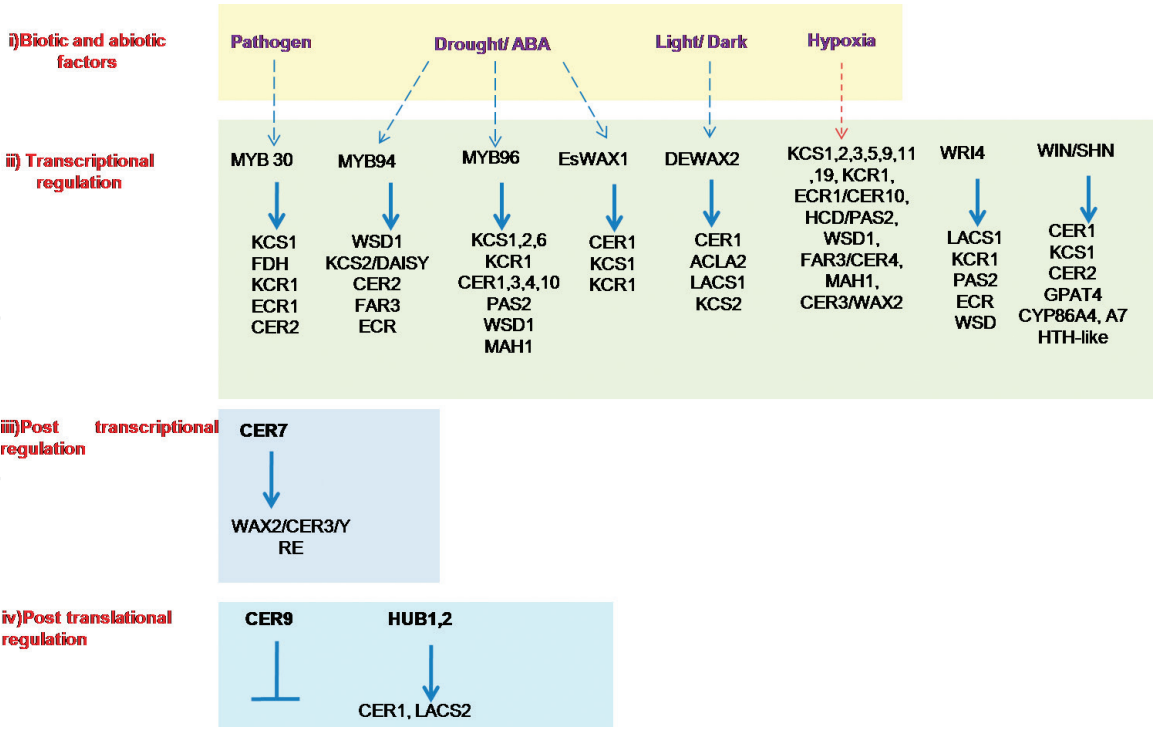 i)Biotic and abiotic
factors
Pathogen
Drought/ ABA
Light/ Dark
Hypoxia
ii) Transcriptional
regulation
MYB 30
KCS1
FDH
KCR1
ECR1
CER2
MYB94
WSD1
KCS2/DAISY
CER2
FAR3
ECR
MYB96
KCS1,2,6
KCR1
CER1,3,4,10
PAS2
WSD1
MAH1
EsWAX1
CER1
KCS1
KCR1
DEWAX2
CER1
ACLA2
LACS1
KCS2
KCS1,2,3,5,9,11
,19, KCR1,
ECR1/CER10,
HCD/PAS2,
WSD1,
FAR3/CER4,
MAH1,
CER3/WAX2
WRI4
LACS1
KCR1
PAS2
ECR
WSD
WIN/SHN
CER1
KCS1
CER2
GPAT4
CYP86A4, A7
HTH-like
iii)Post transcriptional
regulation
CER7
WAX2/CER3/Y
RE
iv)Post translational
regulation
CER9
HUB1,2
CER1, LACS2